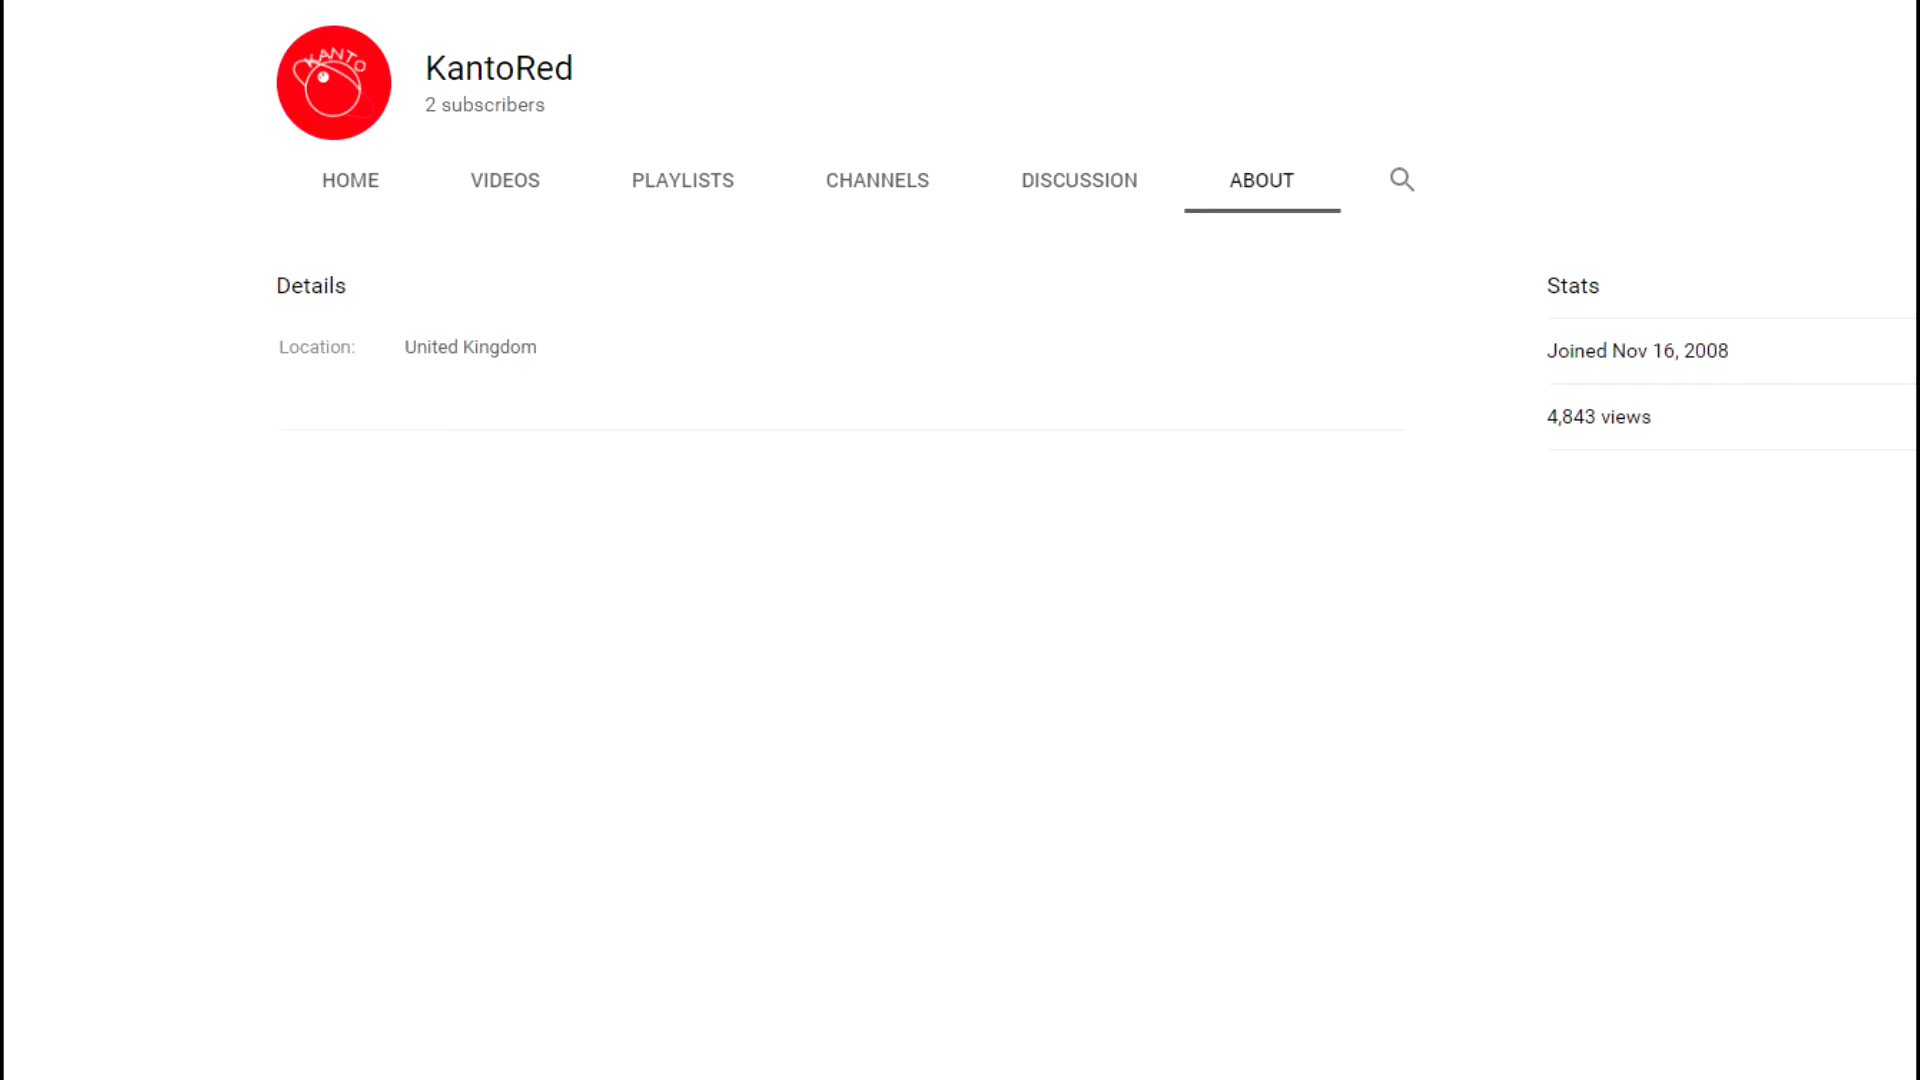 KANTO
KantoRed
2 subscribers
HOME VIDEOS PLAYLISTS CHANNELS DISCUSSION ABOUT
Details
Location: United Kingdom
Stats
Joined Nov 16, 2008
4,843 views